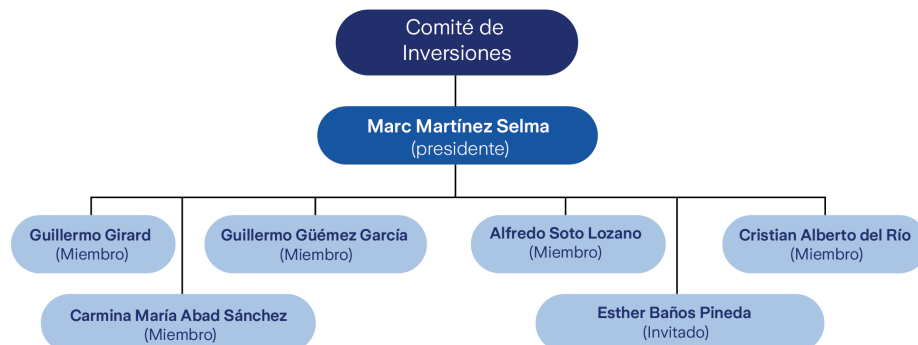 Comité de
Inversiones
Marc Martínez Selma
(presidente)
Guillermo Girard
(Miembro)
Guillermo Güémez García
(Miembro)
Alfredo Soto Lozano
(Miembro)
Cristian Alberto del Río
(Miembro)
Carmina María Abad Sánchez
(Miembro)
Esther Baños Pineda
(Invitado)